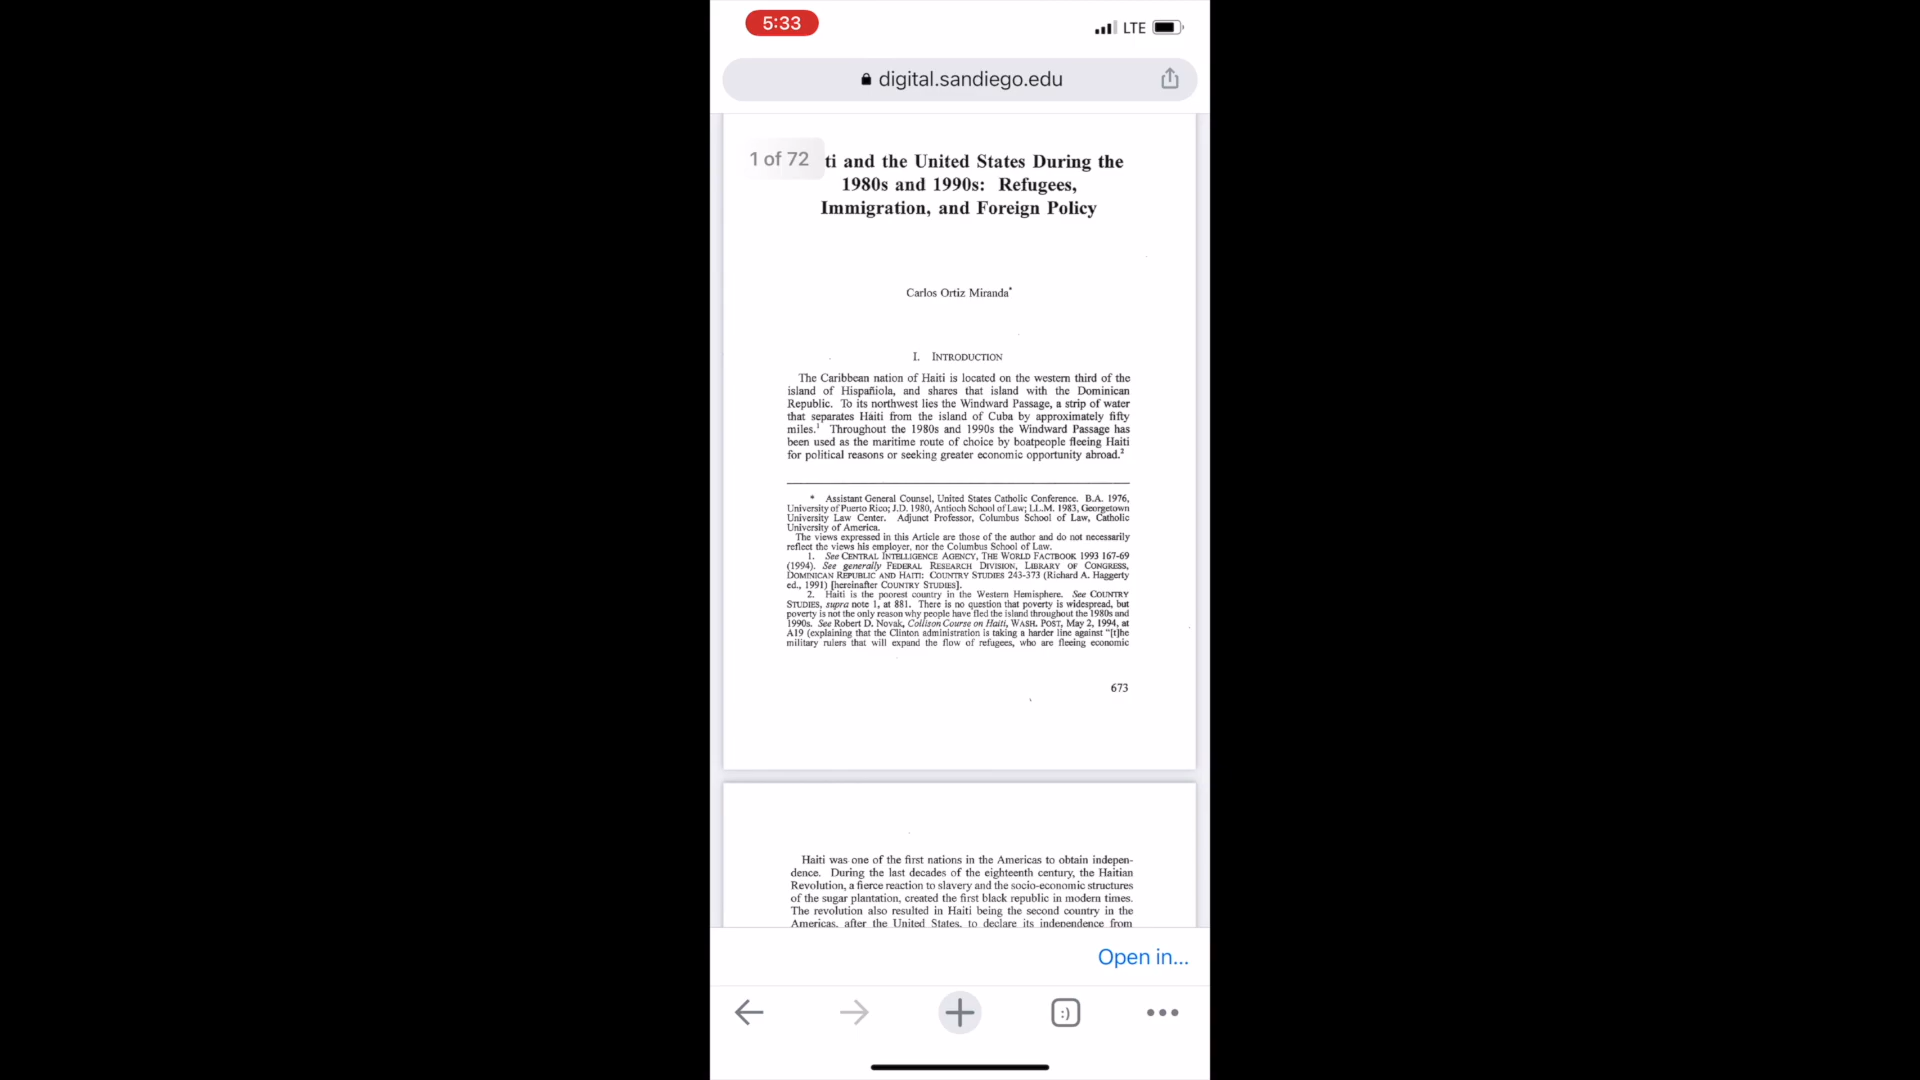 5:33
LTE
digital.sandiego.edu
1 of 72
ti and the United States During the
1980s and 1990s: Refugees,
Immigration, and Foreign Policy
Carlos Ortiz Miranda*
I. INTRODUCTION
The Caribbean nation of Haiti is located on the western third of the
island of Hispañiola, and shares that island with the Dominican
Republic. To its northwest lies the Windward Passage, a strip of water
that separates Haiti from the island of Cuba by approximately fifty
miles.1 Throughout the 1980s and 1990s the Windward Passage has
been used as the maritime route of choice by boatpeople fleeing Haiti
for political reasons or seeking greater economic opportunity abroad.2
* Assistant General Counsel, United States Catholic Conference. B.A. 1976,
University of Puerto Rico; J.D. 1980, Antioch School of Law; LL.M. 1983, Georgetown
University Law Center. Adjunct Professor, Columbus School of Law, Catholic
University of America.
The views expressed in this Article are those of the author and do not necessarily
reflect the views his employer, nor the Columbus School of Law.
1. See CENTRAL INTELLIGENCE AGENCY, THE WORLD FACTBOOK 1993 167-69
(1994). See generally FEDERAL RESEARCH DIVISION, LIBRARY OF CONGRESS,
DOMINICAN REPUBLIC AND HAITI: COUNTRY STUDIES 243-373 (Richard A. Haggerty
ed., 1991) [hereinafter COUNTRY STUDIES].
2. Haiti is the poorest country in the Western Hemisphere. See COUNTRY
STUDIES, supra note 1, at 881. There is no question that poverty is widespread, but
poverty is not the only reason why people have fled the island throughout the 1980s and
1990s. See Robert D. Novak, Collison Course on Haiti, WASH. POST, May 2, 1994, at
A19 (explaining that the Clinton administration is taking a harder line against "[t]he
military rulers that will expand the flow of refugees, who are fleeing economic
673
Haiti was one of the first nations in the Americas to obtain indepen-
dence. During the last decades of the eighteenth century, the Haitian
Revolution, a fierce reaction to slavery and the socio-economic structures
of the sugar plantation, created the first black republic in modern times.
The revolution also resulted in Haiti being the second country in the
Americas, after the United States, to declare its independence from
Open in...
:)